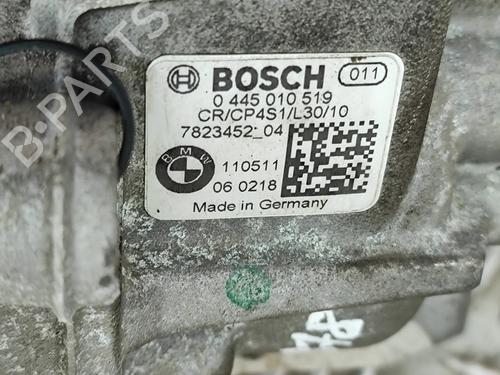 BOSCH 011
0 445 010 519
CR/CP4S1/L30/10
7823452_04
BMW
110511
06 0218
Made in Germany
B-PARTS
B-PARTS